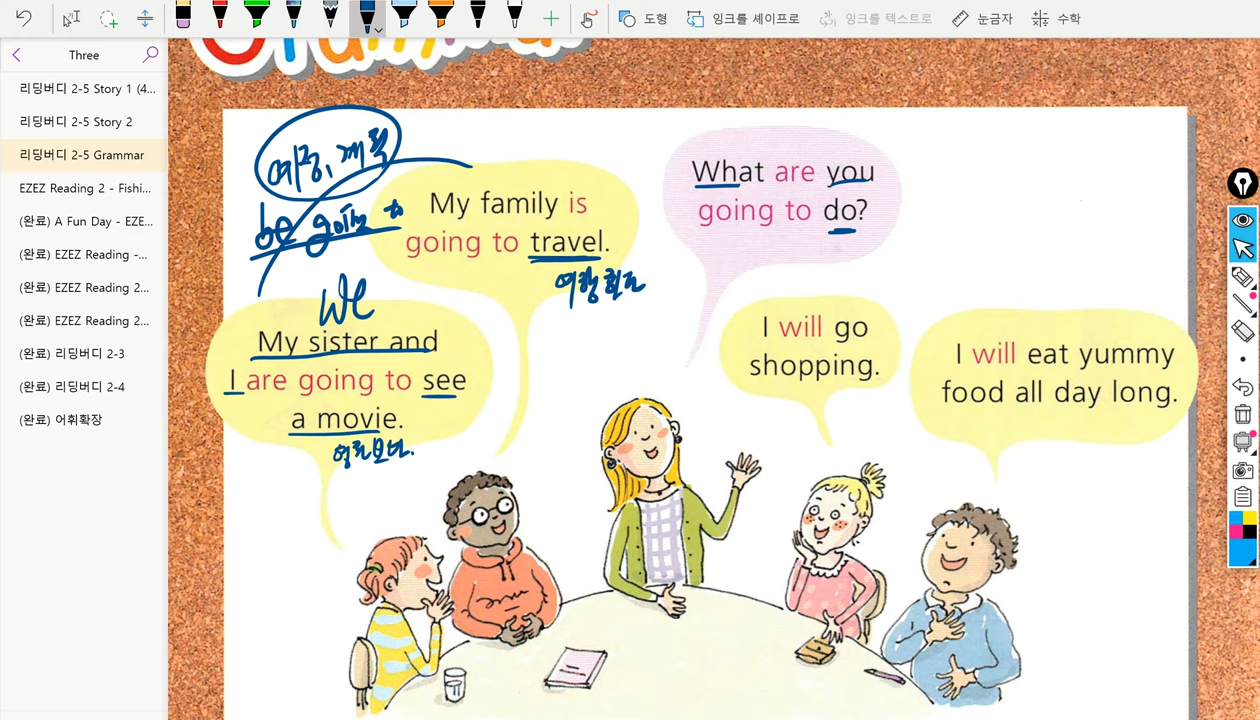 도형
잉크를 셰이프로
잉크를 텍스트로
눈금자
수학
Three
리딩버디 2-5 Story 1 (4...
리딩버디 2-5 Story 2
리딩버디 2-5 Grammar
EZEZ Reading 2 - Fishi...
(완료) A Fun Day - EZE...
(완료) EZEZ Reading -...
(완료) EZEZ Reading 2...
(완료) EZEZ Reading 2...
(완료) 리딩버디 2-3
(완료) 리딩버디 2-4
(완료) 어휘확장
Grammar
예정, 계획
be going to
My family is
going to travel.
여행하다
What are you
going to do?
we
My sister and
I are going to see
a movie.
영화보다.
I will go
shopping.
I will eat yummy
food all day long.